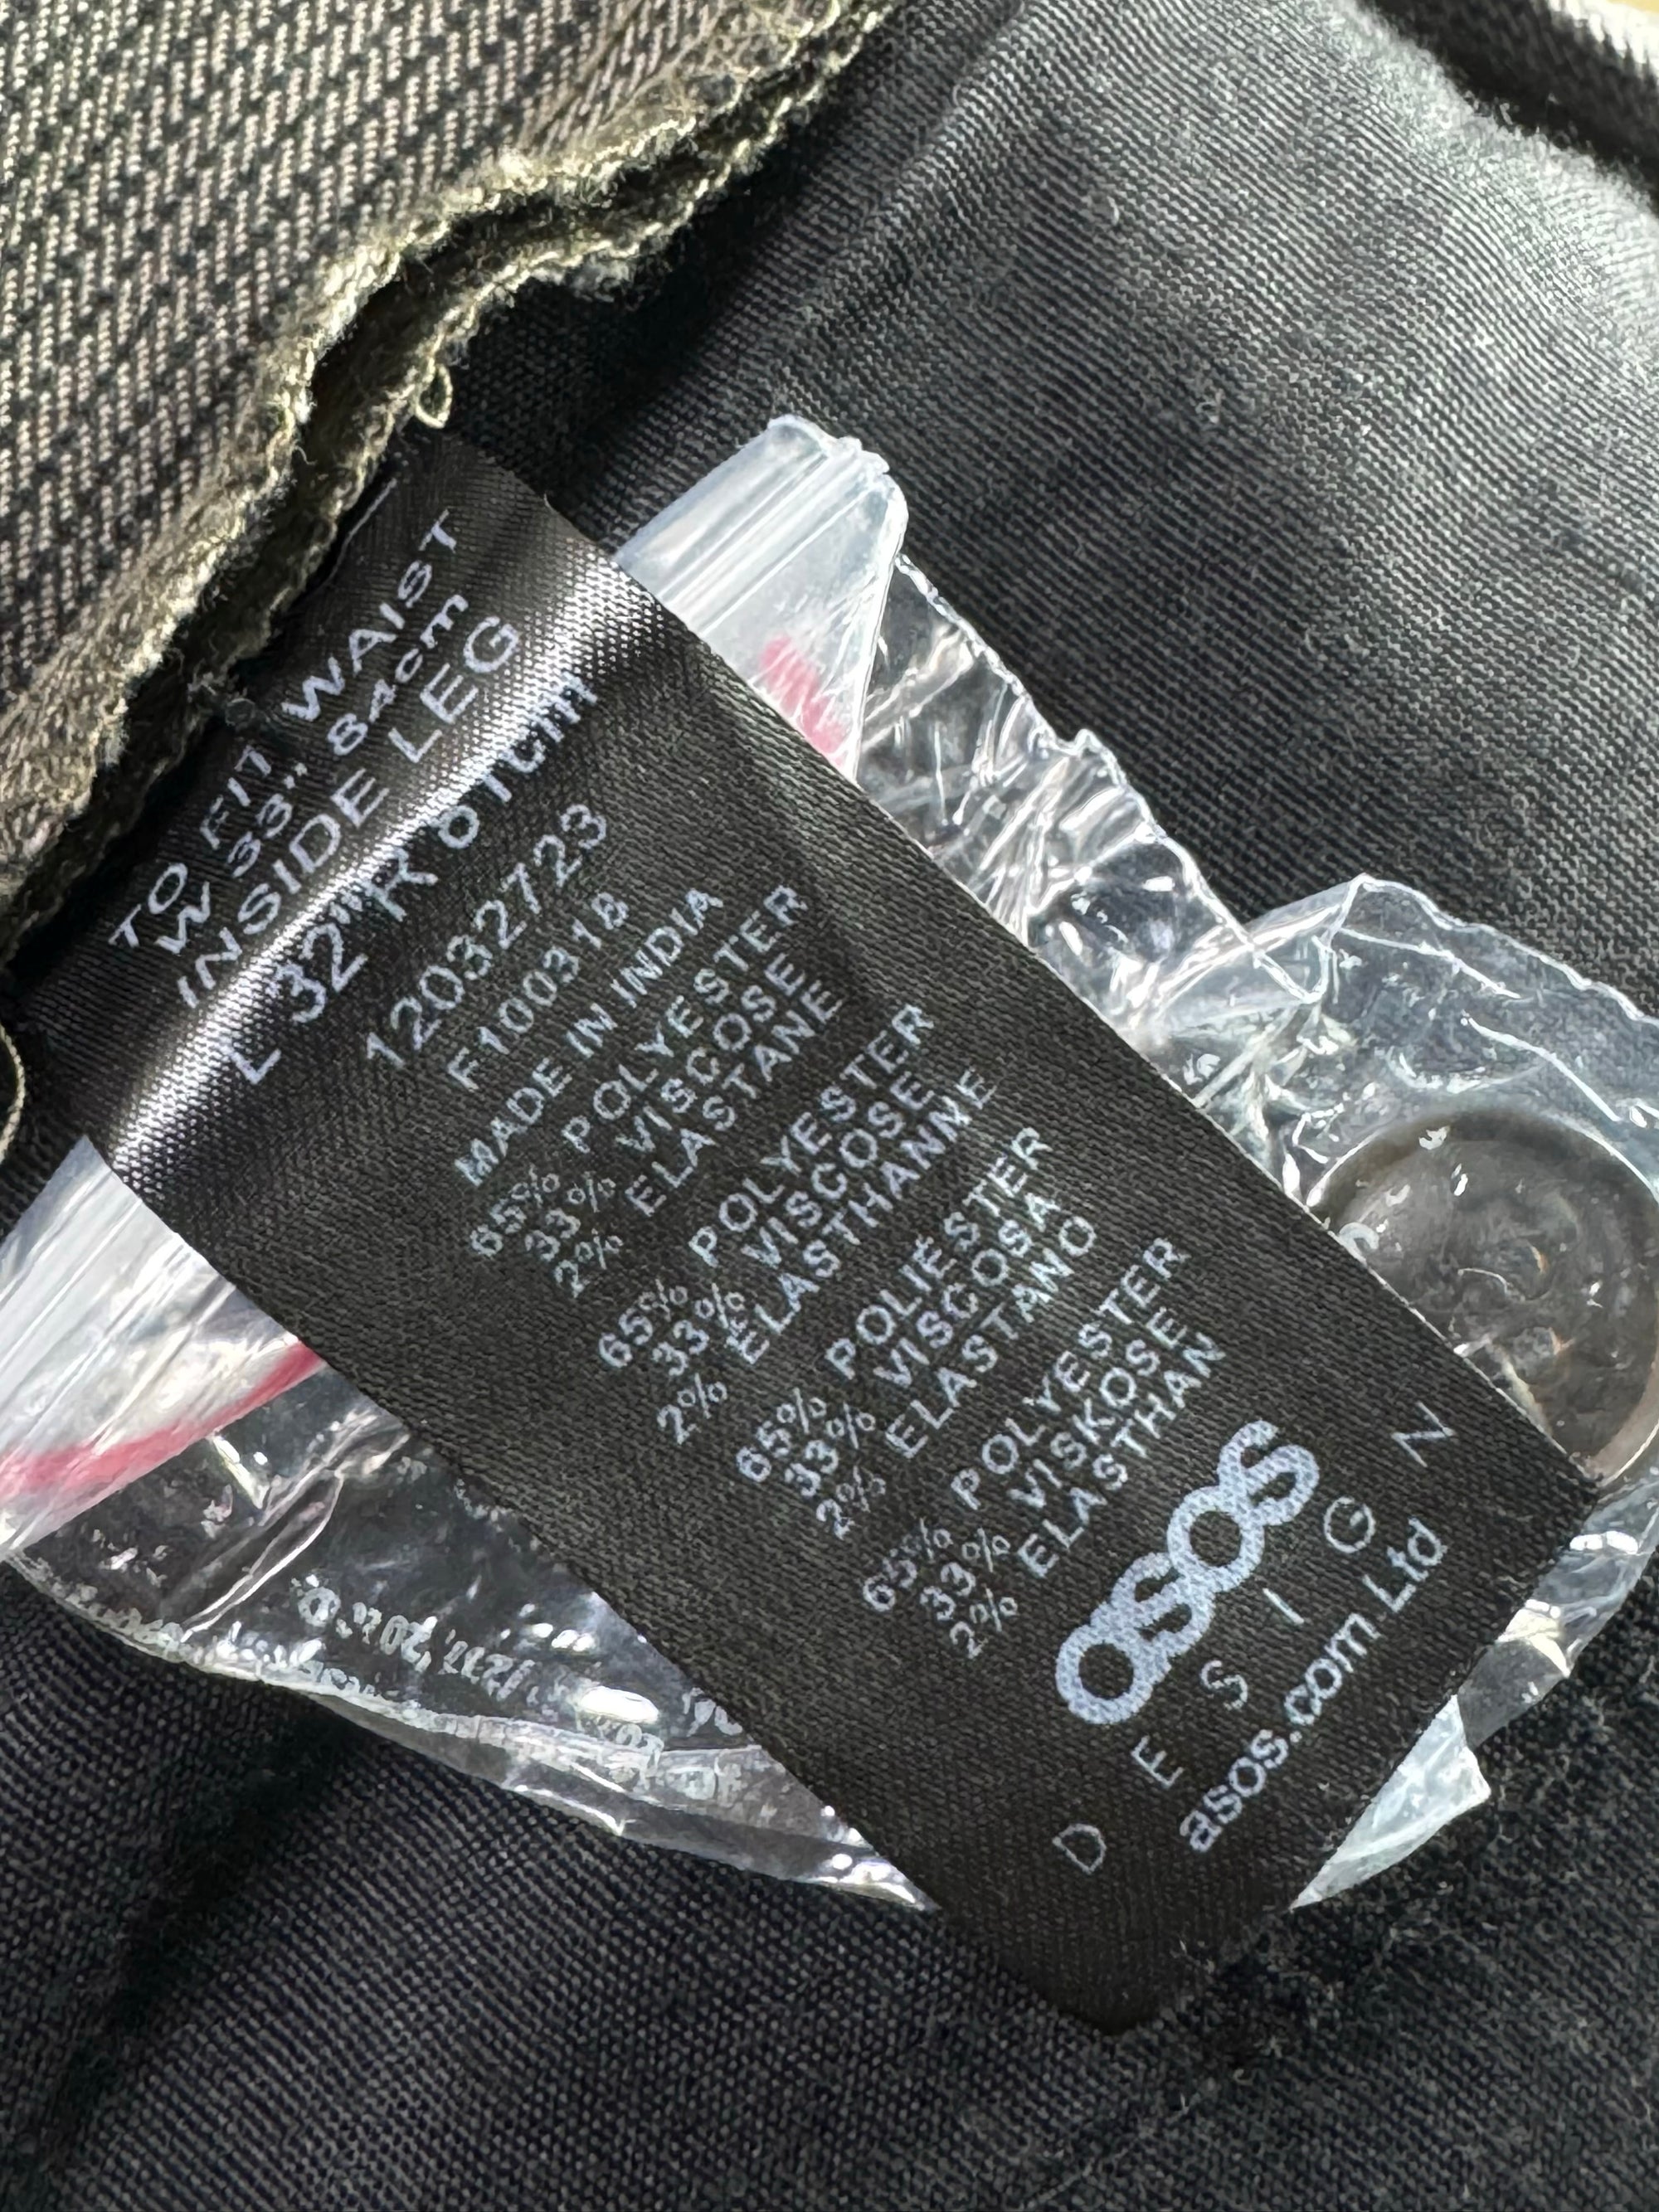 TO FIT WAIST
W 33" 84cm
INSIDE LEG
L 32"R 81cm
12032723
F100318
MADE IN INDIA
65% POLYESTER
33% VISCOSE
2% ELASTANE
65% POLYESTER
33% VISCOSE
2% ELASTHANNE
65% POLIESTER
33% VISCOSA
2% ELASTANO
65% POLYESTER
33% VISKOSE
2% ELASTHAN
asos
DESIGN
asos.com Ltd